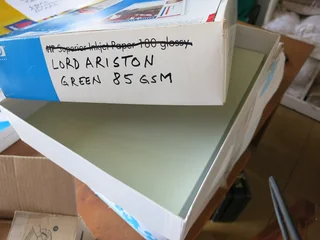 HP Superior Inkjet Paper 180 glossy
LORD ARISTON
GREEN 85 GSM